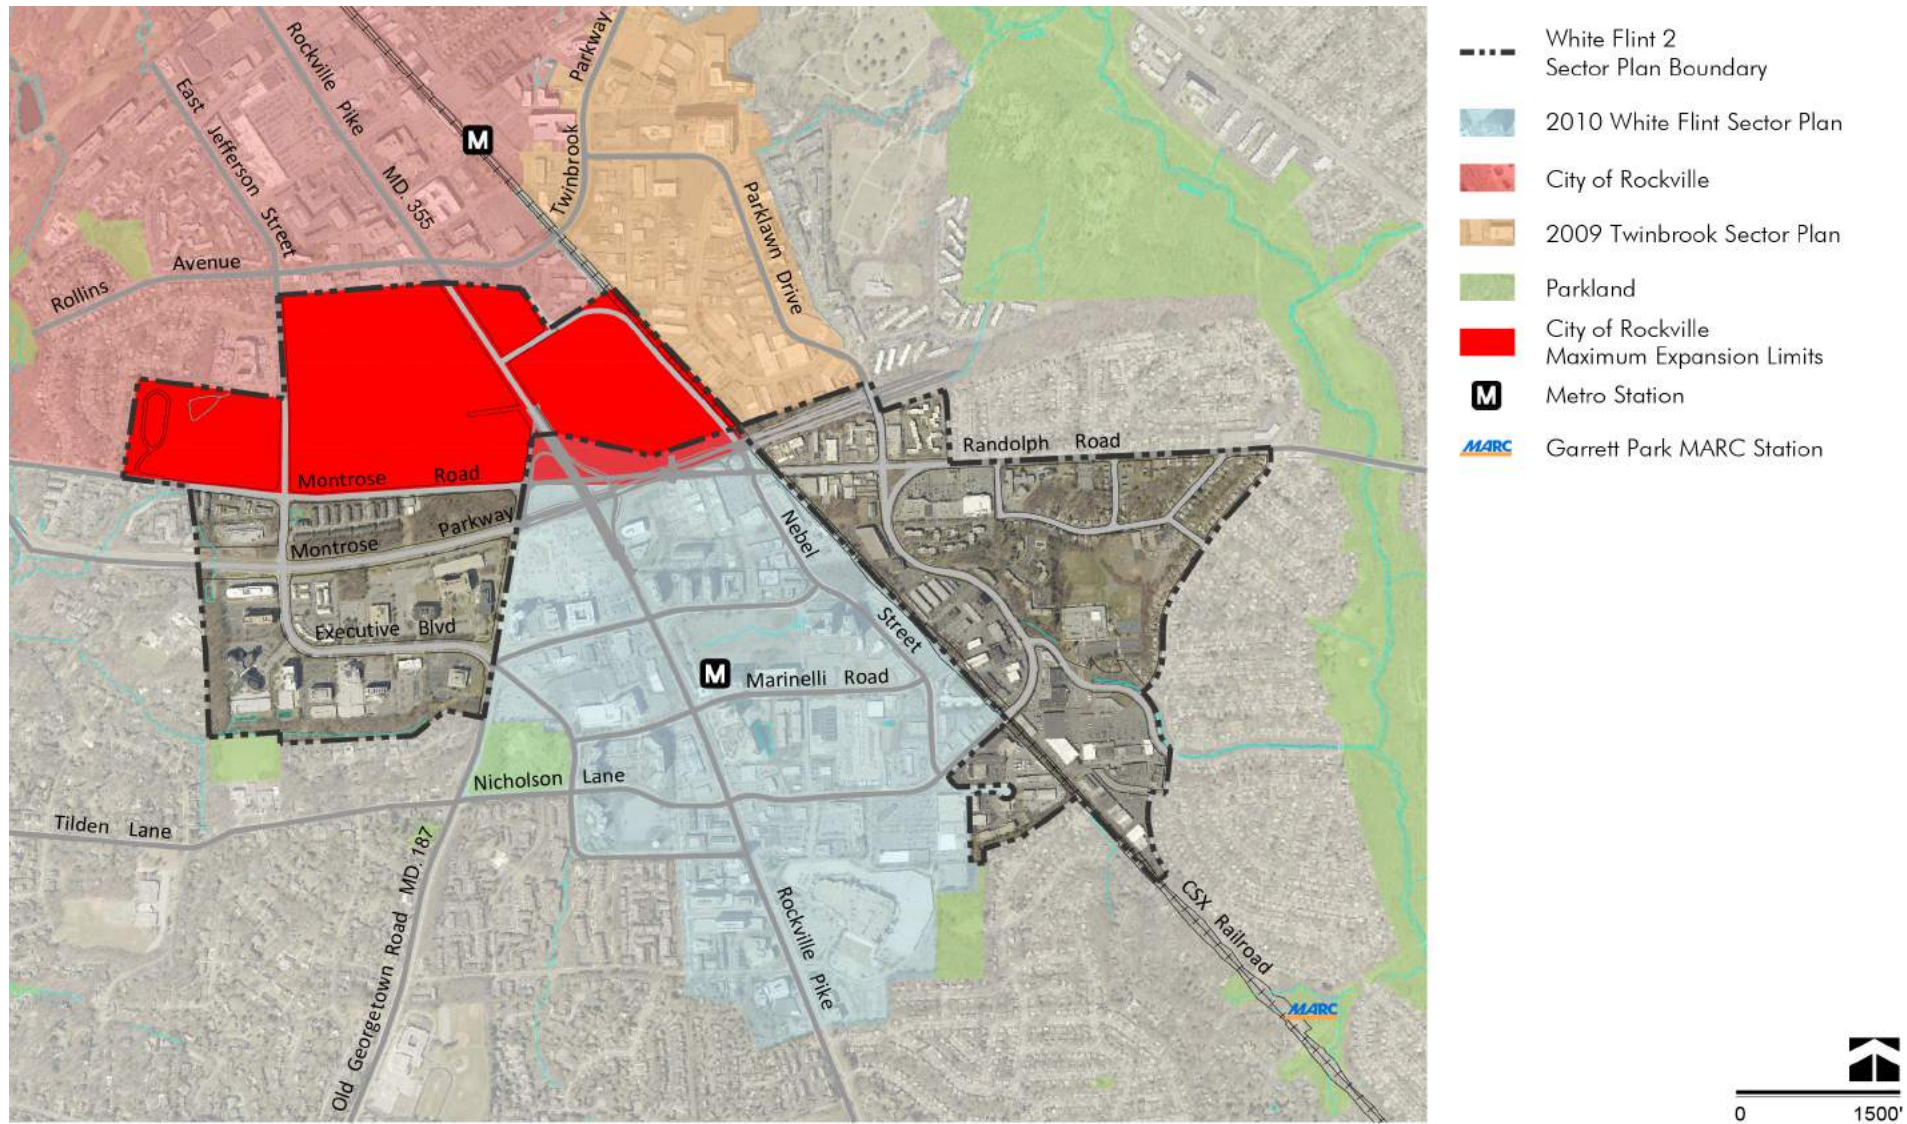 Rockville Pike
MD. 355
East Jefferson Street
Parkway
Twinbrook
M
Parklawn Drive
Rollins Avenue
Randolph Road
Montrose Road
Montrose Parkway
Nebel Street
Executive Blvd
M
Marinelli Road
Nicholson Lane
Tilden Lane
Old Georgetown Road MD. 187
Rockville Pike
CSX Railroad
MARC
White Flint 2
Sector Plan Boundary
2010 White Flint Sector Plan
City of Rockville
2009 Twinbrook Sector Plan
Parkland
City of Rockville
Maximum Expansion Limits
M
Metro Station
MARC
Garrett Park MARC Station
0
1500'